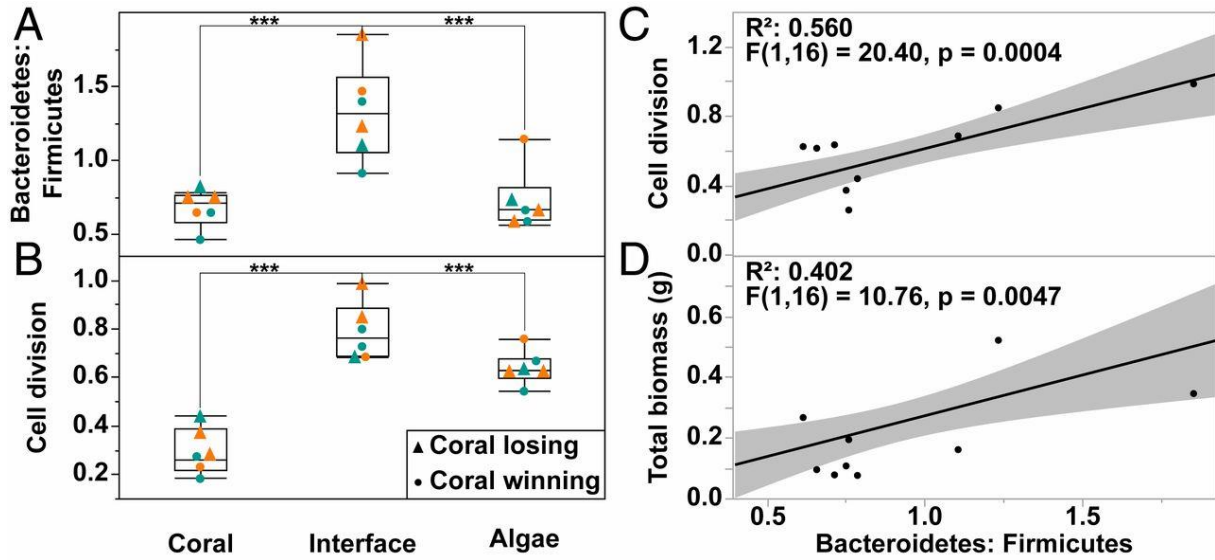 A
Bacteroidetes:
Firmicutes
1.5
1.0
0.5
***
***
B
Cell division
1.0
0.8
0.6
0.4
0.2
***
***
▲ Coral losing
● Coral winning
Coral
Interface
Algae
C
R²: 0.560
F(1,16) = 20.40, p = 0.0004
Cell division
1.2
0.8
0.4
0.0
D
R²: 0.402
F(1,16) = 10.76, p = 0.0047
Total biomass (g)
0.6
0.4
0.2
0.0
0.5
1.0
1.5
Bacteroidetes: Firmicutes